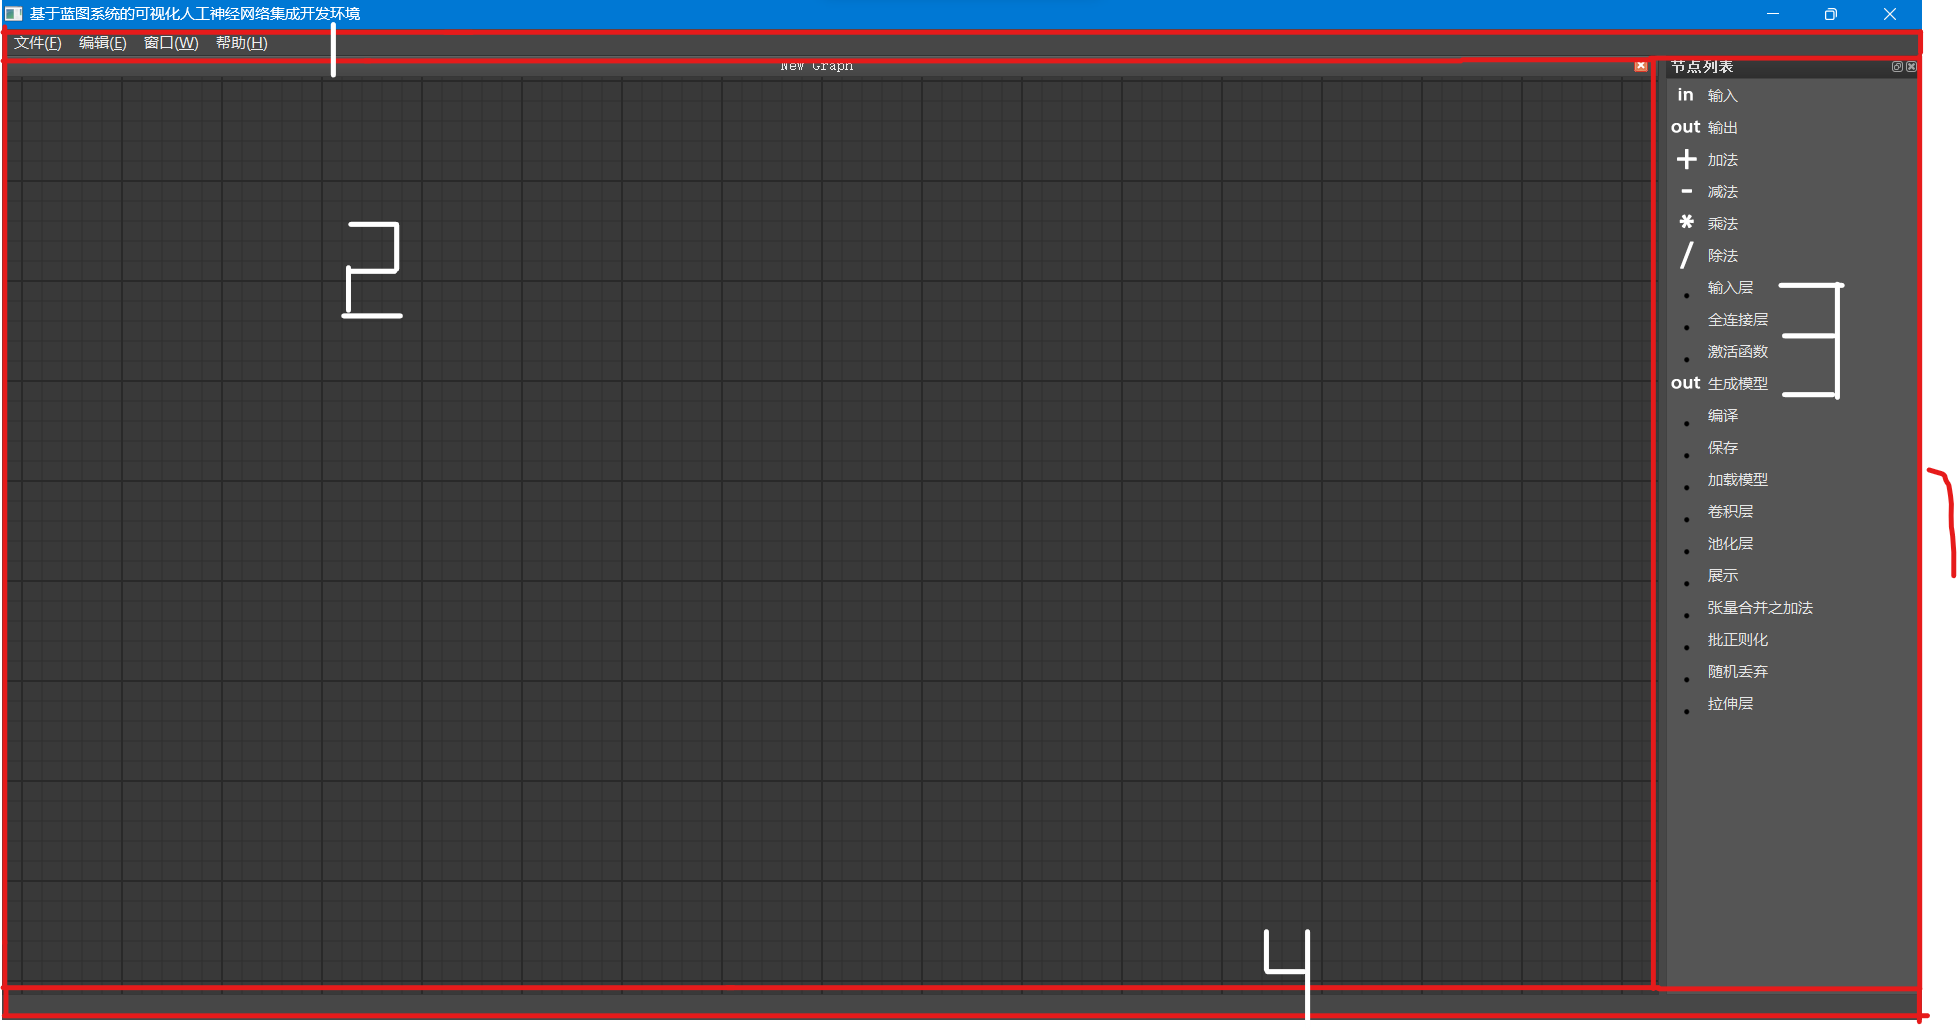 基于蓝图系统的可视化人工神经网络集成开发环境
文件(F) 编辑(E) 窗口(W) 帮助(H)
1
New Graph
节点列表
in 输入
out 输出
+ 加法
- 减法
* 乘法
/ 除法
输入层
全连接层
激活函数
out 生成模型
编译
保存
加载模型
卷积层
池化层
展示
张量合并之加法
批正则化
随机丢弃
拉伸层
2
3
4